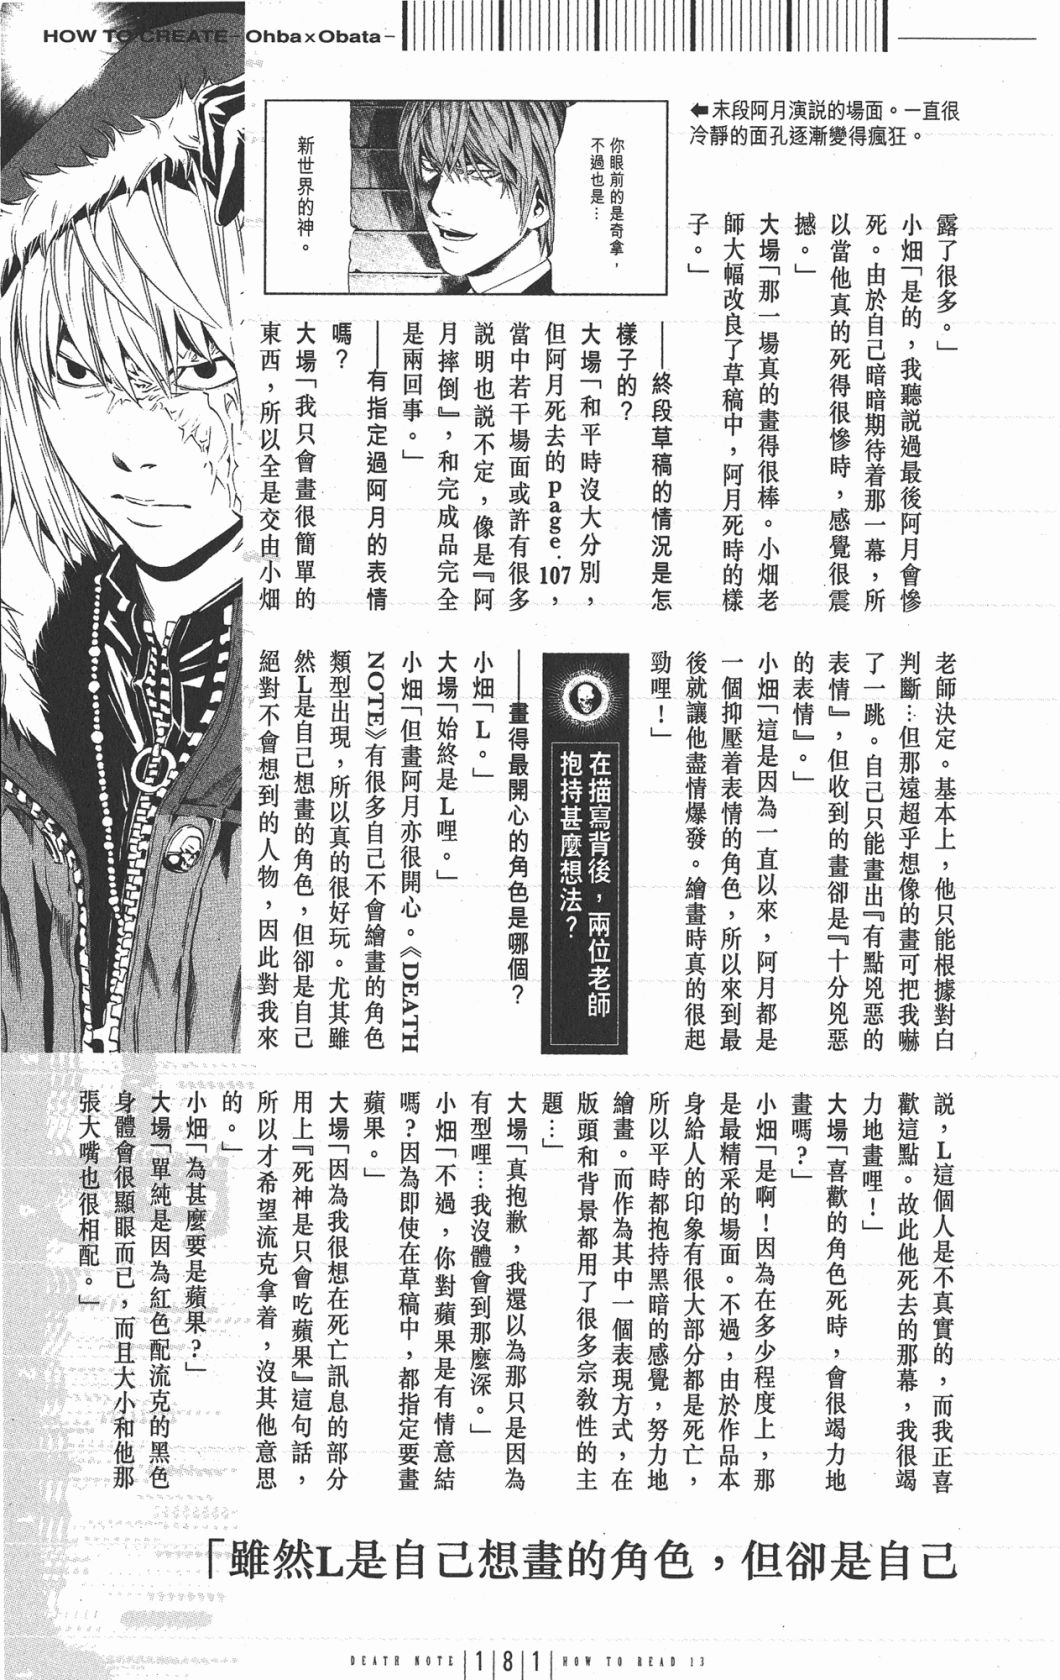 HOW TO CREATE-Ohba×Obata-
⬅末段阿月演説的場面。一直很
冷靜的面孔逐漸變得瘋狂。
你眼前的是奇拿，
不過也是…
新世界的神。
露了很多。」
小畑「是的，我聽説過最後阿月會慘
死。由於自己暗暗期待着那一幕，所
以當他真的死得很慘時，感覺很震
撼。」
大場「那一場真的畫得很棒。小畑老
師大幅改良了草稿中，阿月死時的樣
子。」
——終段草稿的情況是怎
樣子的？
大場「和平時沒大分別，
但阿月死去的page.107，
當中若干場面或許有很多
説明也説不定，像是『阿
月摔倒』，和完成品完全
是兩回事。」
——有指定過阿月的表情
嗎？
大場「我只會畫很簡單的
東西，所以全是交由小畑
老師決定。基本上，他只能根據對白
判斷…但那遠超乎想像的畫可把我嚇
了一跳。自己只能畫出『有點兇惡的
表情』，但收到的畫卻是『十分兇惡
的表情』。」
小畑「這是因為一直以來，阿月都是
一個抑壓着表情的角色，所以來到最
後就讓他盡情爆發。繪畫時真的很起
勁哩！」
在描寫背後，兩位老師
抱持甚麼想法？
——畫得最開心的角色是哪個？
小畑「L。」
大場「始終是L哩。」
小畑「但畫阿月亦很開心。《DEATH
NOTE》有很多自己不會繪畫的角色
類型出現，所以真的很好玩。尤其雖
然L是自己想畫的角色，但卻是自己
絕對不會想到的人物，因此對我來
説，L這個人是不真實的，而我正喜
歡這點。故此他死去的那幕，我很竭
力地畫哩！」
大場「喜歡的角色死時，會很竭力地
畫嗎？」
小畑「是啊！因為在多少程度上，那
是最精采的場面。不過，由於作品本
身給人的印象有很大部分都是死亡，
所以平時都抱持黑暗的感覺，努力地
繪畫。而作為其中一個表現方式，在
版頭和背景都用了很多宗教性的主
題…」
大場「真抱歉，我還以為那只是因為
有型哩…我沒體會到那麼深。」
小畑「不過，你對蘋果是有情意結
嗎？因為即使在草稿中，都指定要畫
蘋果。」
大場「因為我很想在死亡訊息的部分
用上『死神是只會吃蘋果』這句話，
所以才希望流克拿着，沒其他意思
的。」
小畑「為甚麼要是蘋果？」
大場「單純是因為紅色配流克的黑色
身體會很顯眼而已，而且大小和他那
張大嘴也很相配。」
「雖然L是自己想畫的角色，但卻是自己
DEATH NOTE |1|8|1| HOW TO READ 13